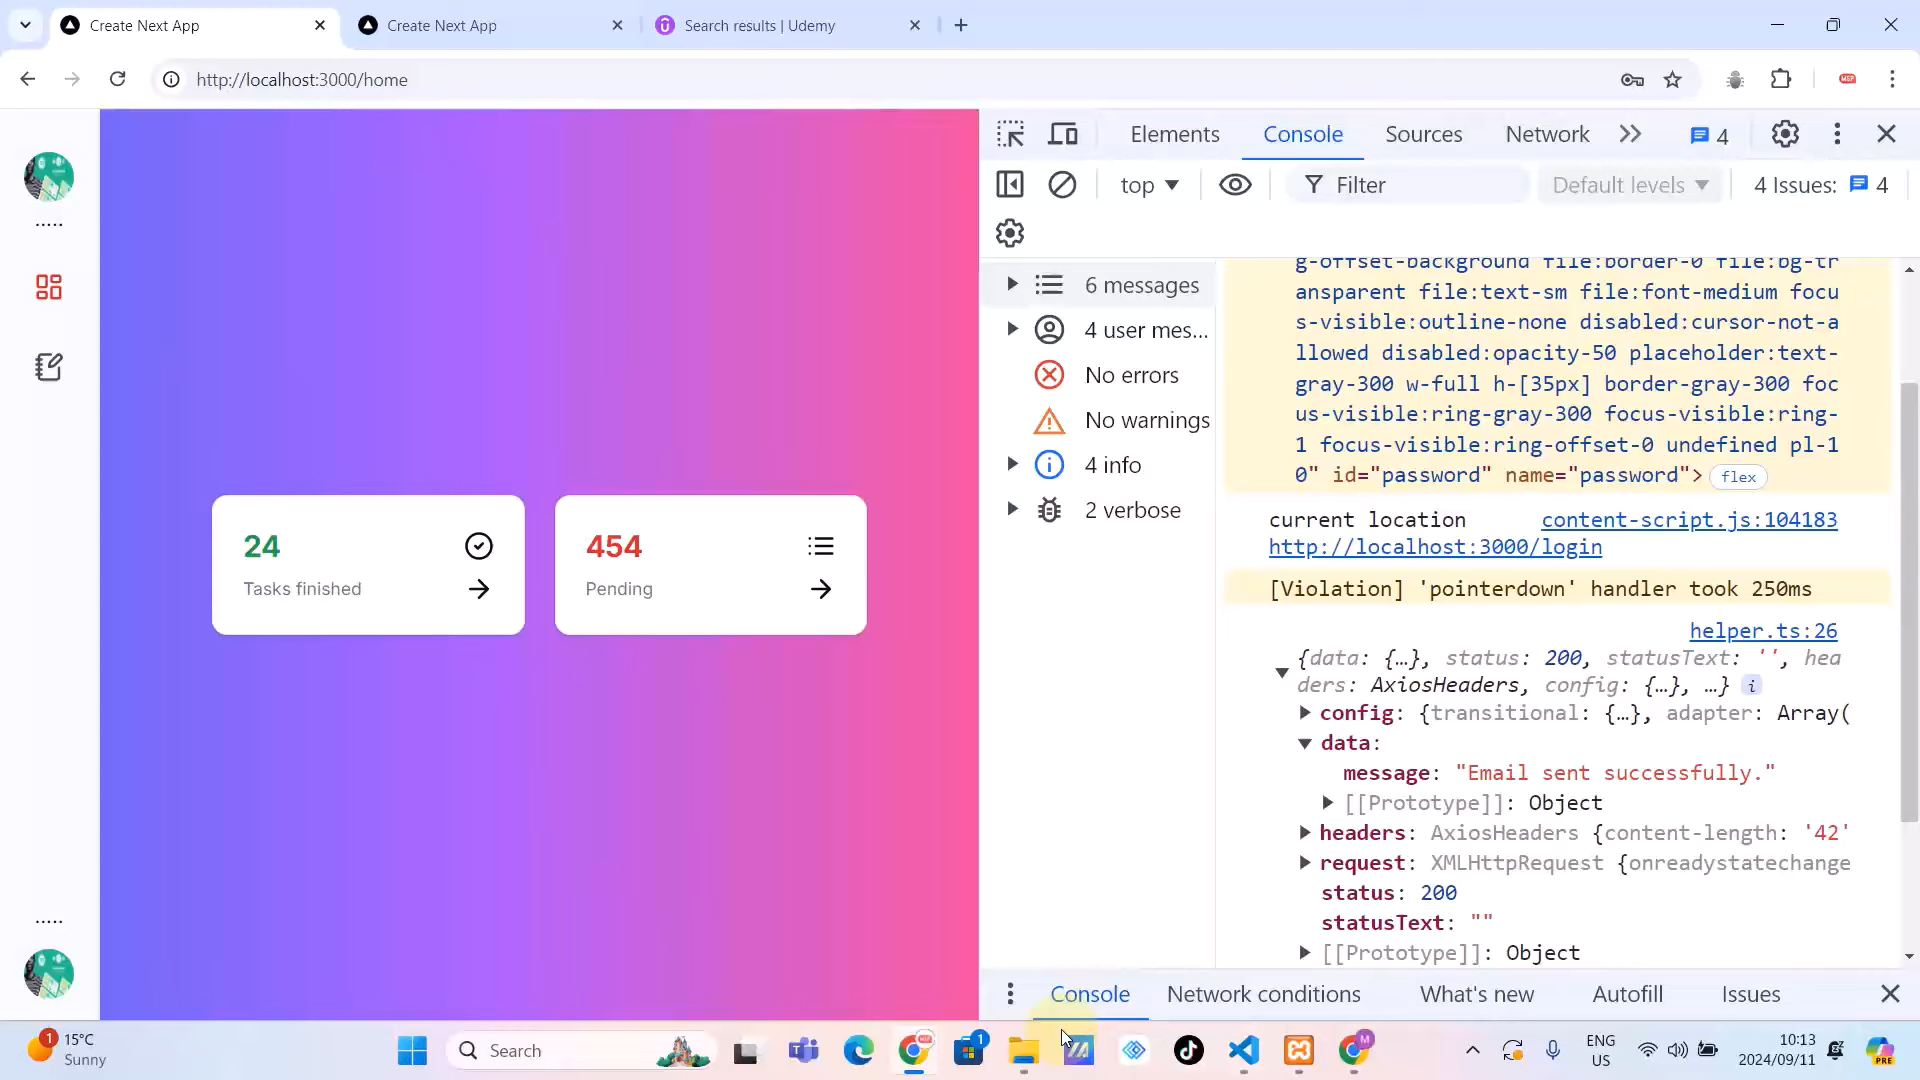 Create Next App
Create Next App
Search results | Udemy
http://localhost:3000/home
MSP
Elements
Console
Sources
Network
4
top
Filter
Default levels
4 Issues:
4
6 messages
4 user mes...
No errors
No warnings
4 info
2 verbose
g-offset-background file:border-0 file:bg-tr
ansparent file:text-sm file:font-medium focu
s-visible:outline-none disabled:cursor-not-a
llowed disabled:opacity-50 placeholder:text-
gray-300 w-full h-[35px] border-gray-300 foc
us-visible:ring-gray-300 focus-visible:ring-
1 focus-visible:ring-offset-0 undefined pl-1
0" id="password" name="password"> flex
current location content-script.js:104183
http://localhost:3000/login
[Violation] 'pointerdown' handler took 250ms
helper.ts:26
{data: {…}, status: 200, statusText: '', hea
ders: AxiosHeaders, config: {…}, …} i
config: {transitional: {…}, adapter: Array(
data:
message: "Email sent successfully."
[[Prototype]]: Object
headers: AxiosHeaders {content-length: '42'
request: XMLHttpRequest {onreadystatechange
status: 200
statusText: ""
[[Prototype]]: Object
24
Tasks finished
454
Pending
.....
.....
Console
Network conditions
What's new
Autofill
Issues
1
15°C
Sunny
Search
1
M
ENG
US
10:13
2024/09/11
PRE